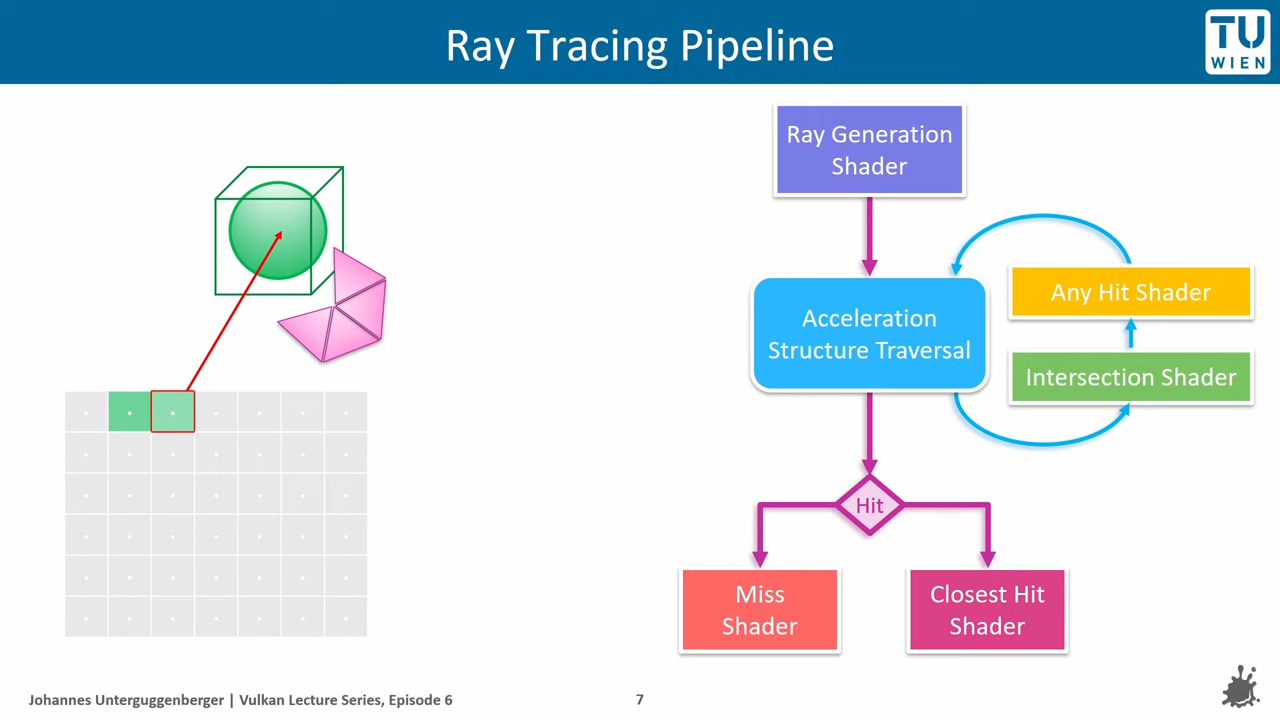 Ray Tracing Pipeline
TU
WIEN
Ray Generation
Shader
Acceleration
Structure Traversal
Any Hit Shader
Intersection Shader
Hit
Miss
Shader
Closest Hit
Shader
Johannes Unterguggenberger | Vulkan Lecture Series, Episode 6
7